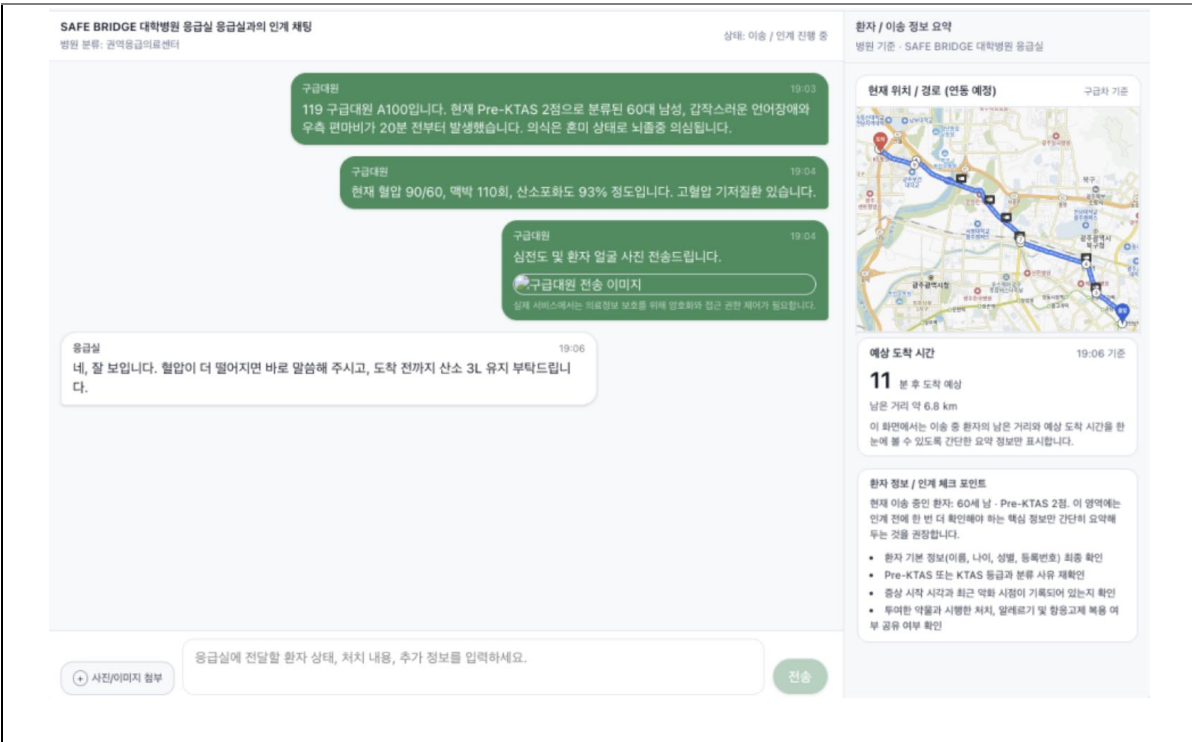 SAFE BRIDGE 대학병원 응급실 응급실과의 인계 채팅
병원 분류: 권역응급의료센터
상태: 이송 / 인계 진행 중
구급대원 19:03
119 구급대원 A100입니다. 현재 Pre-KTAS 2점으로 분류된 60대 남성, 갑작스러운 언어장애와
우측 편마비가 20분 전부터 발생했습니다. 의식은 혼미 상태로 뇌졸중 의심됩니다.
구급대원 19:04
현재 혈압 90/60, 맥박 110회, 산소포화도 93% 정도입니다. 고혈압 기저질환 있습니다.
구급대원 19:04
심전도 및 환자 얼굴 사진 전송드립니다.
구급대원 전송 이미지
실제 서비스에서는 의료정보 보호를 위해 암호화와 접근 권한 제어가 필요합니다.
응급실 19:06
네, 잘 보입니다. 혈압이 더 떨어지면 바로 말씀해 주시고, 도착 전까지 산소 3L 유지 부탁드립니
다.
사진/이미지 첨부
응급실에 전달할 환자 상태, 처치 내용, 추가 정보를 입력하세요.
전송
환자 / 이송 정보 요약
병원 기준 · SAFE BRIDGE 대학병원 응급실
현재 위치 / 경로 (연동 예정) 구급차 기준
광주광역시청
광주광역시
북구청
북구
예상 도착 시간 19:06 기준
11 분 후 도착 예상
남은 거리 약 6.8 km
이 화면에서는 이송 중 환자의 남은 거리와 예상 도착 시간을 한
눈에 볼 수 있도록 간단한 요약 정보만 표시합니다.
환자 정보 / 인계 체크 포인트
현재 이송 중인 환자: 60세 남 · Pre-KTAS 2점. 이 영역에는
인계 전에 한 번 더 확인해야 하는 핵심 정보만 간단히 요약해
두는 것을 권장합니다.
• 환자 기본 정보(이름, 나이, 성별, 등록번호) 최종 확인
• Pre-KTAS 또는 KTAS 등급과 분류 사유 재확인
• 증상 시작 시각과 최근 악화 시점이 기록되어 있는지 확인
• 투여한 약물과 시행한 처치, 알레르기 및 항응고제 복용 여
부 공유 여부 확인